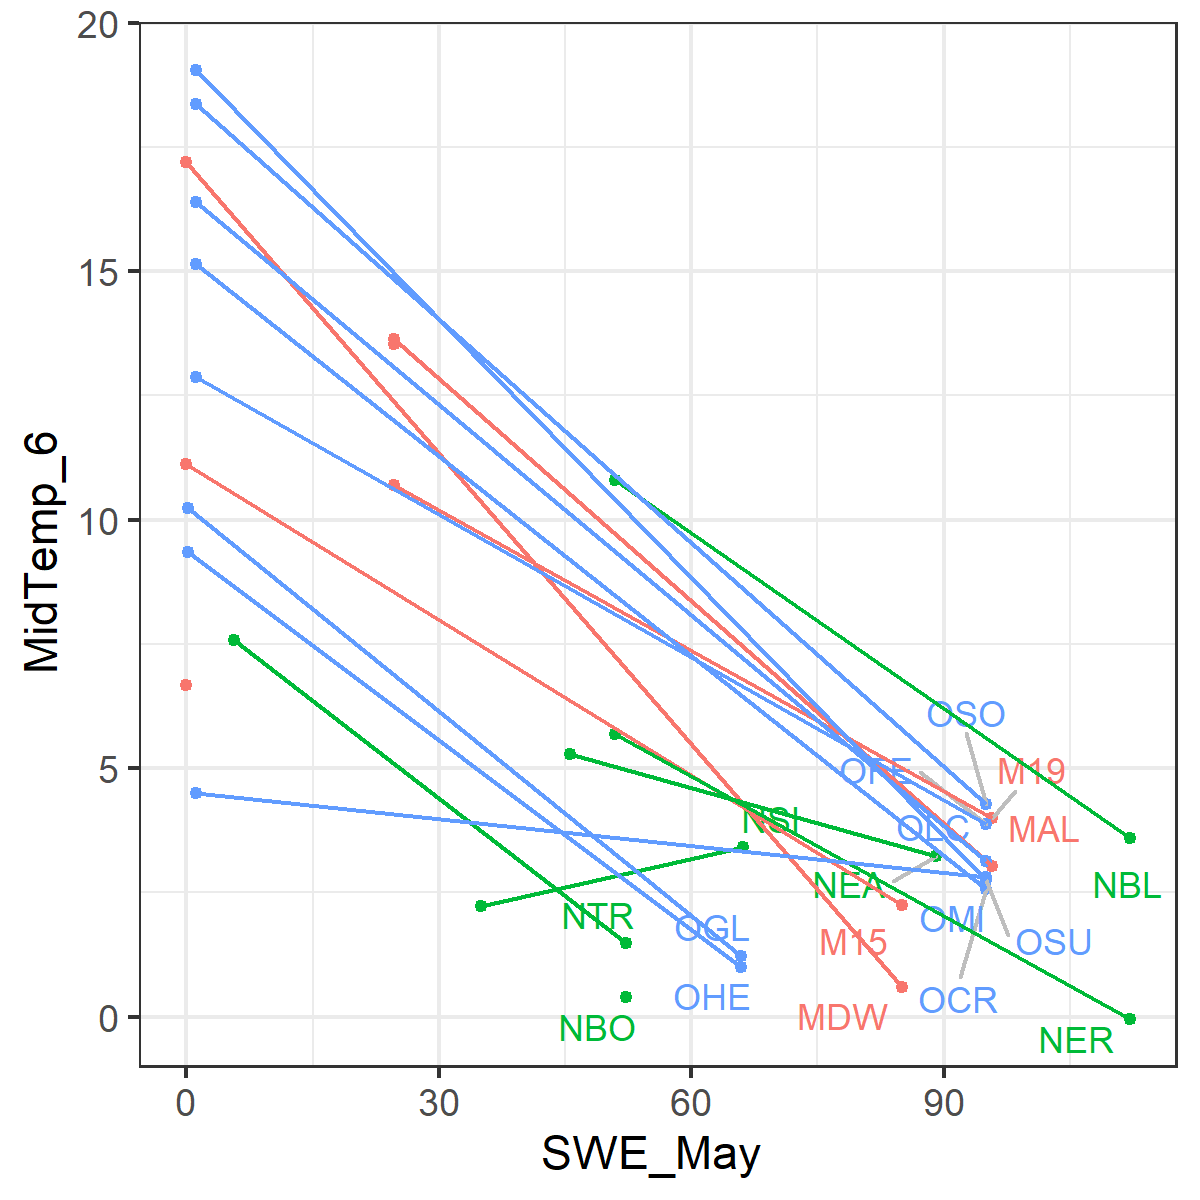 20
15
10
5
0
MidTemp_6
OSO
M19
NSI
OLC
MAL
NEA
NBL
NTR
OGL
M15
OMI
OSU
OHE
MDW
OCR
NBO
NER
0
30
60
90
SWE_May